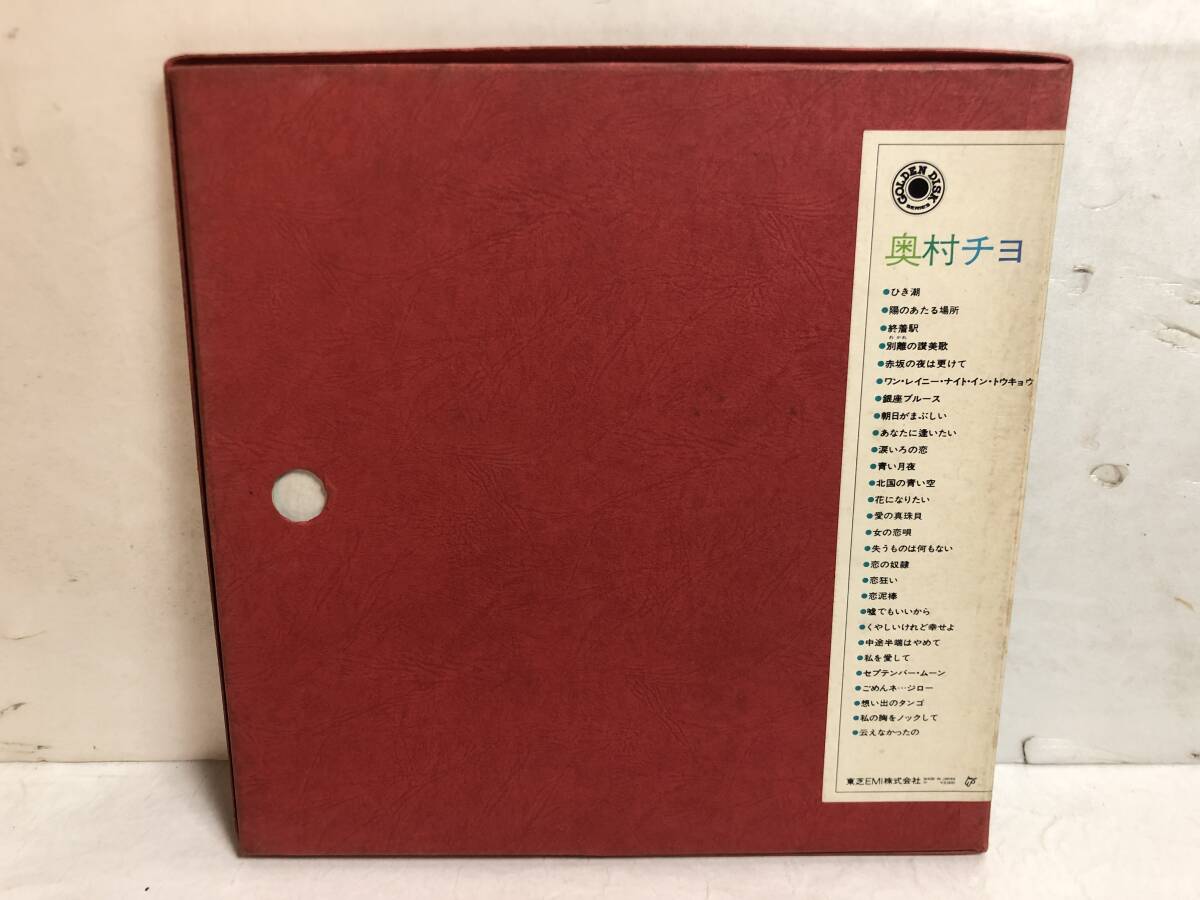 GOLDEN DISK
SERIES
奥村チヨ
●ひき潮
●陽のあたる場所
●終着駅
わかれ
●別離の讃美歌
●赤坂の夜は更けて
●ワン・レイニー・ナイト・イン・トウキョウ
●銀座ブルース
●朝日がまぶしい
●あなたに逢いたい
●涙いろの恋
●青い月夜
●北国の青い空
●花になりたい
●愛の真珠貝
●女の恋唄
●失うものは何もない
●恋の奴隷
●恋狂い
●恋泥棒
●嘘でもいいから
●くやしいけれど幸せよ
●中途半端はやめて
●私を愛して
●セプテンバー・ムーン
●ごめんネ…ジロー
●想い出のタンゴ
●私の胸をノックして
●云えなかったの
東芝EMI株式会社 MADE IN JAPAN